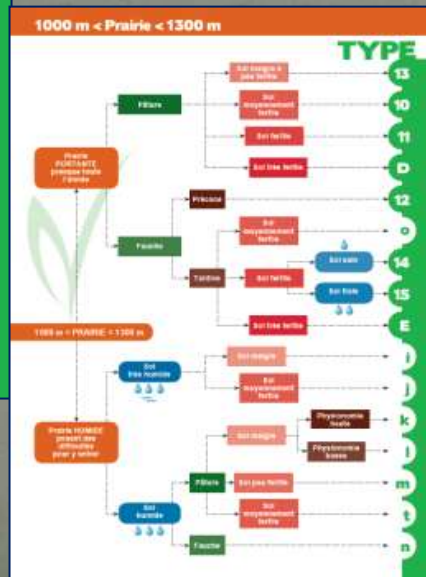 1000 m < Prairie < 1300 m
TYPE
Sol maigre à
peu fertile
13
Pâture
Sol
moyennement
fertile
10
Sol fertile
11
Sol très fertile
D
Prairie
PORTANTE
presque toute
l'année
Précoce
12
Fauche
Sol
moyennement
fertile
o
Tardive
Sol fertile
Sol sain
14
Sol frais
15
Sol très fertile
E
1000 m < PRAIRIE < 1300 m
Sol
très humide
Sol maigre
i
Sol
moyennement
fertile
j
Prairie HUMIDE
posant des
difficultés
pour y entrer
Sol maigre
Physionomie
haute
k
Physionomie
basse
l
Pâture
Sol peu fertile
m
Sol
humide
Sol
moyennement
fertile
t
Fauche
n